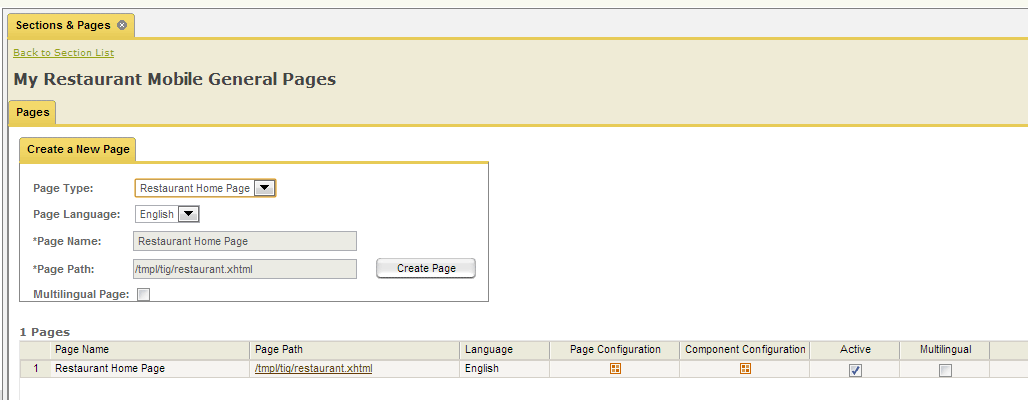 Sections & Pages
Back to Section List
My Restaurant Mobile General Pages
Pages
Create a New Page
Page Type: Restaurant Home Page
Page Language: English
*Page Name: Restaurant Home Page
*Page Path: /tmpl/tig/restaurant.xhtml Create Page
Multilingual Page:
1 Pages
Page Name Page Path Language Page Configuration Component Configuration Active Multilingual
1 Restaurant Home Page /tmpl/tig/restaurant.xhtml English